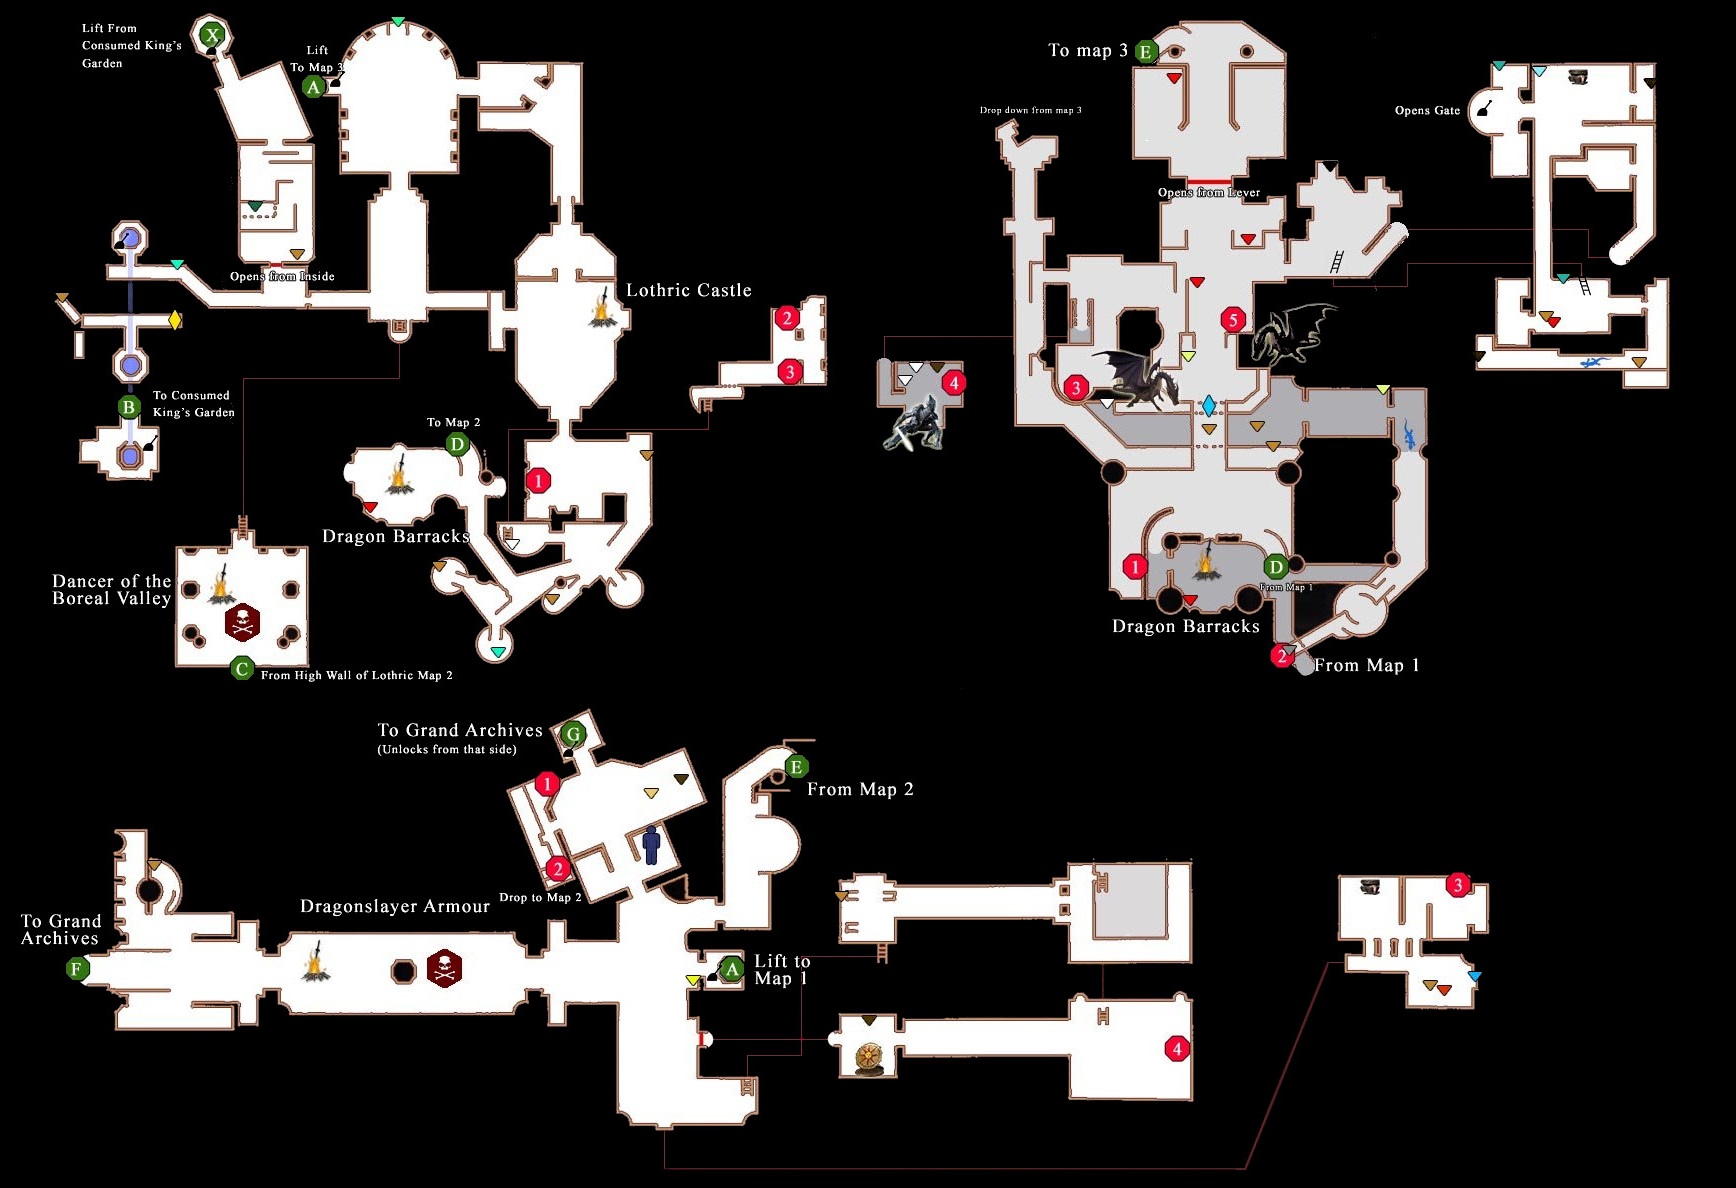 Lift From
Consumed King's
Garden
X
Lift
To Map 3
A
To map 3
E
Drop down from map 3
Opens Gate
Opens from Lever
Opens from Inside
Lothric Castle
2
3
5
3
4
B
To Consumed
King's Garden
To Map 2
D
1
Dragon Barracks
1
D
From Map 1
Dragon Barracks
2
From Map 1
Dancer of the
Boreal Valley
C
From High Wall of Lothric Map 2
To Grand Archives
(Unlocks from that side)
G
1
2
Drop to Map 2
E
From Map 2
Dragonslayer Armour
To Grand
Archives
F
A
Lift to
Map 1
4
3